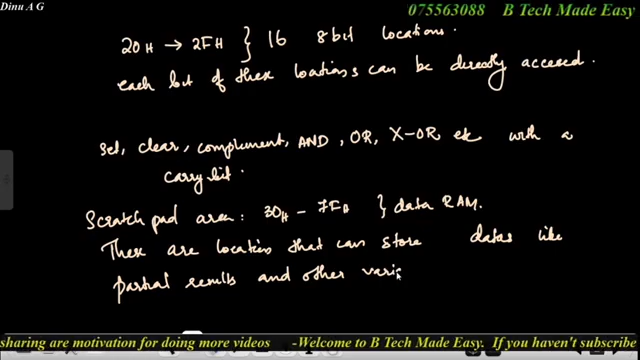 Dinu A G
075563088 B Tech Made Easy
20H → 2FH } 16 8bit locations.
each bit of these locations can be directly accessed.
Set, clear, complement, AND, OR, X-OR etc with a
carry bit.
Scratch pad area: 30H - 7FH } data RAM.
These are locations that can store datas like
partial results and other vari
sharing are motivation for doing more videos -Welcome to B Tech Made Easy. If you haven't subscribe